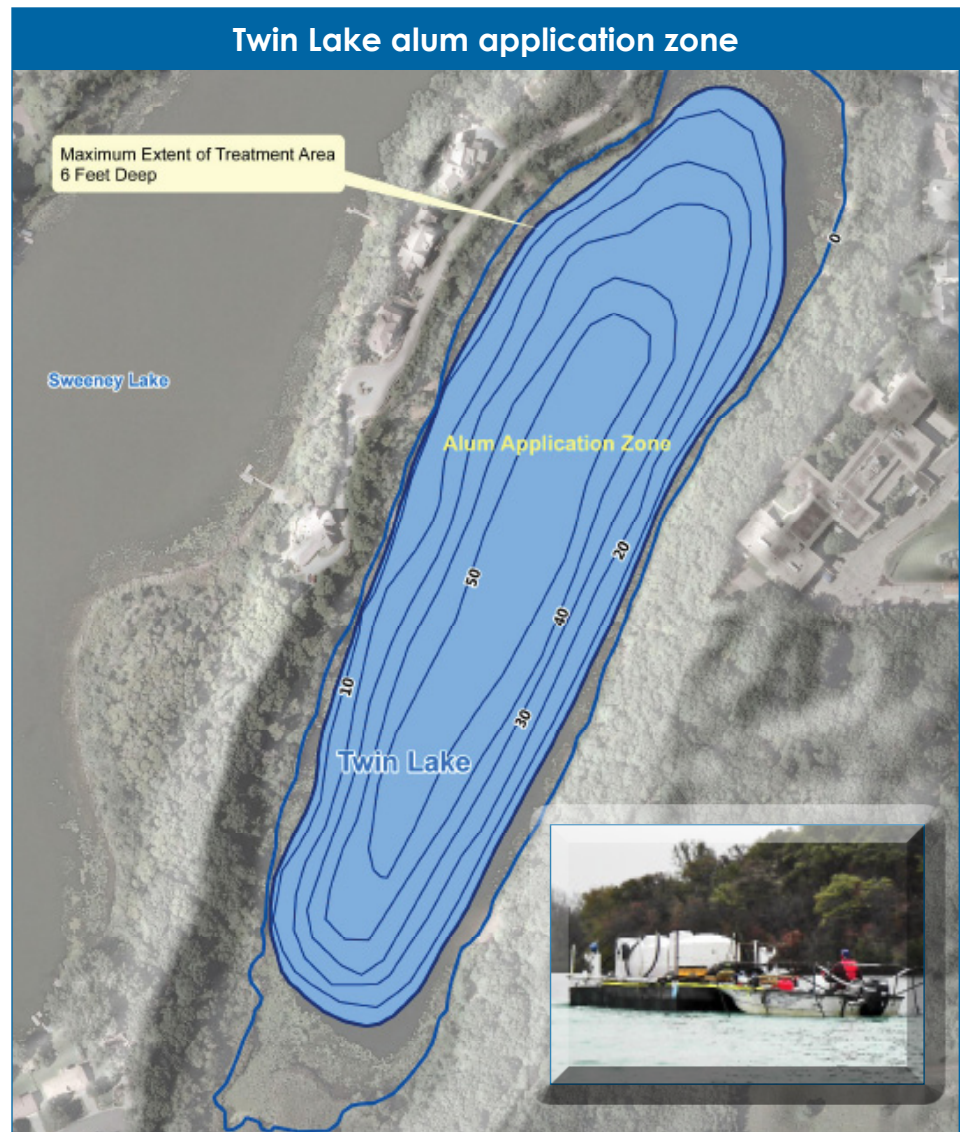 Twin Lake alum application zone
Maximum Extent of Treatment Area
6 Feet Deep
0
Sweeney Lake
Alum Application Zone
20
50
40
10
30
Twin Lake